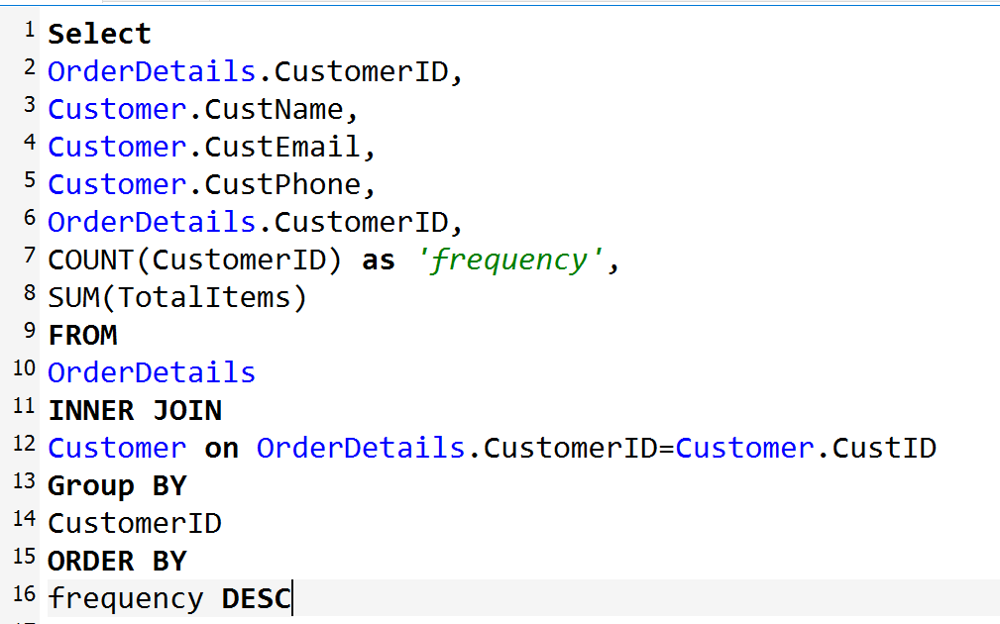 1 Select
2 OrderDetails.CustomerID,
3 Customer.CustName,
4 Customer.CustEmail,
5 Customer.CustPhone,
6 OrderDetails.CustomerID,
7 COUNT(CustomerID) as 'frequency',
8 SUM(TotalItems)
9 FROM
10 OrderDetails
11 INNER JOIN
12 Customer on OrderDetails.CustomerID=Customer.CustID
13 Group BY
14 CustomerID
15 ORDER BY
16 frequency DESC